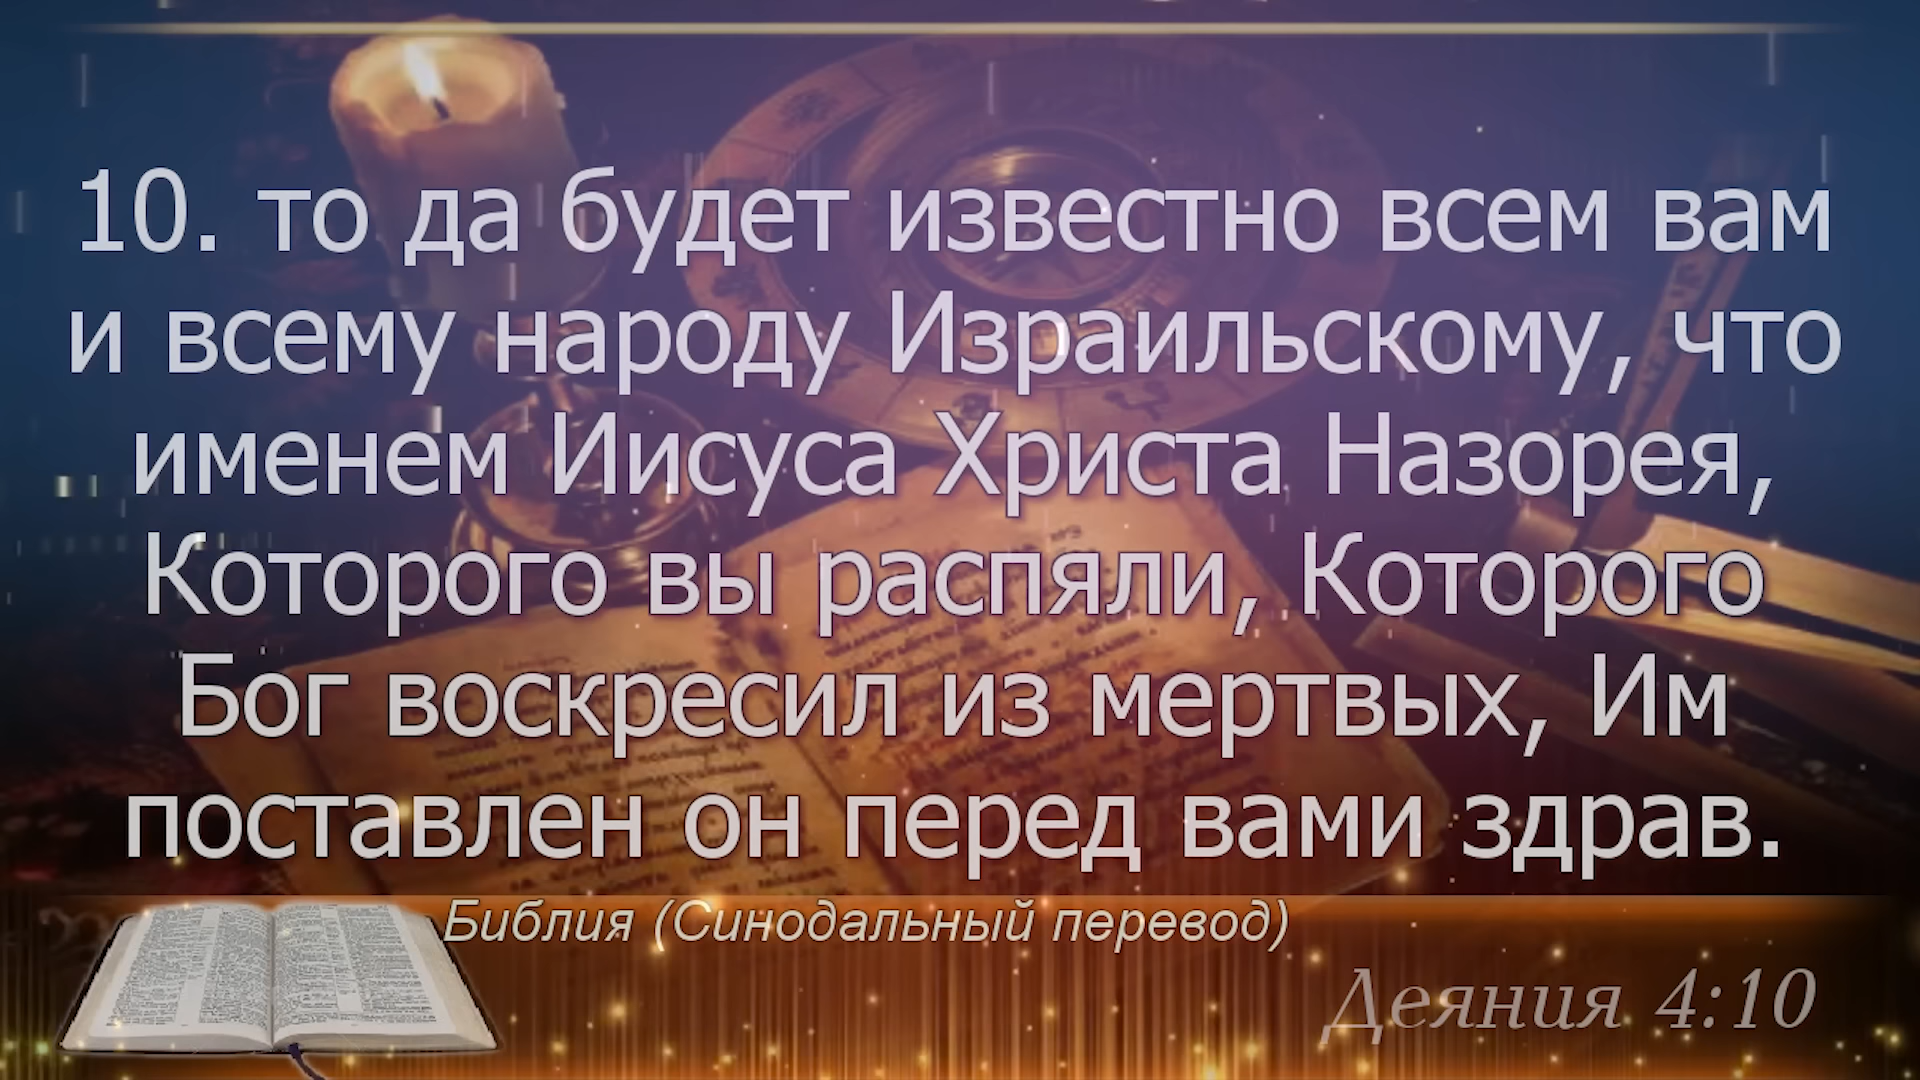 10. то да будет известно всем вам
и всему народу Израильскому, что
именем Иисуса Христа Назорея,
Которого вы распяли, Которого
Бог воскресил из мертвых, Им
поставлен он перед вами здрав.
Библия (Синодальный перевод)
Деяния 4:10